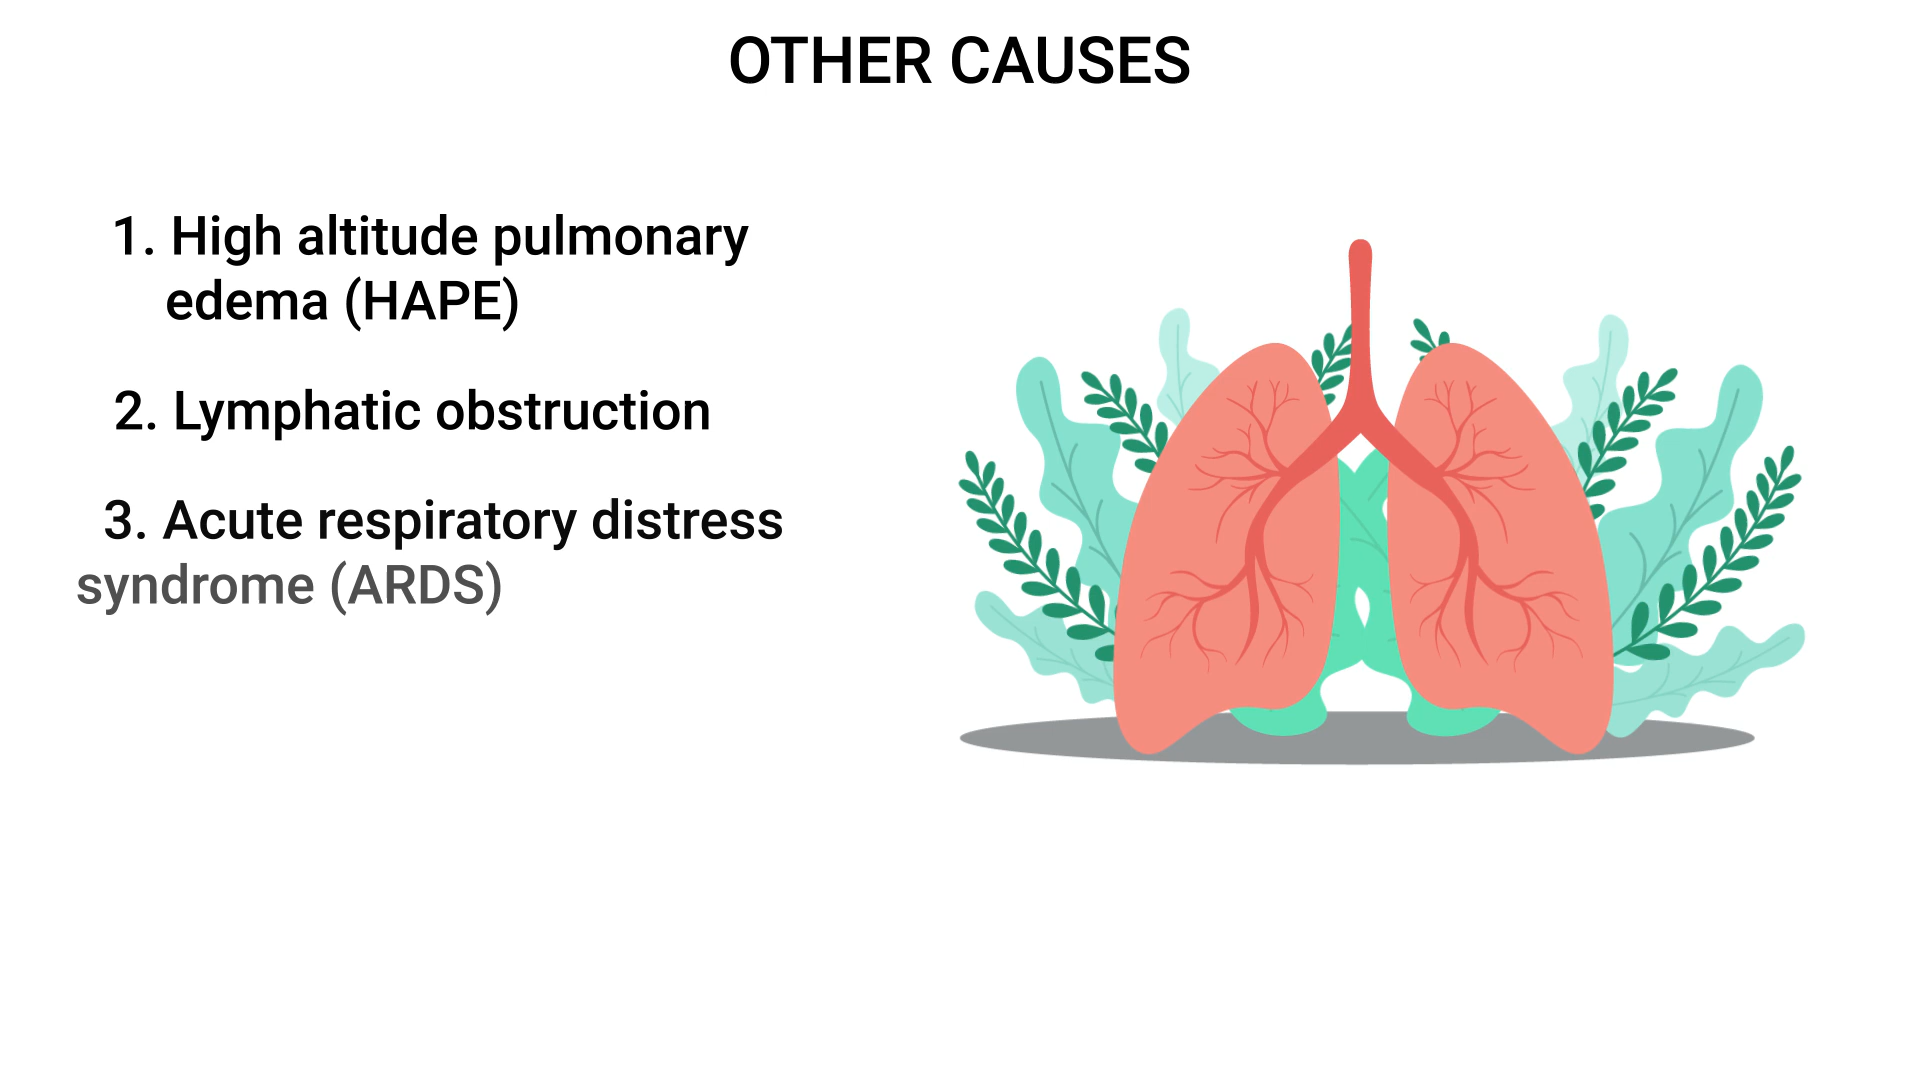 OTHER CAUSES
1. High altitude pulmonary
edema (HAPE)
2. Lymphatic obstruction
3. Acute respiratory distress
syndrome (ARDS)